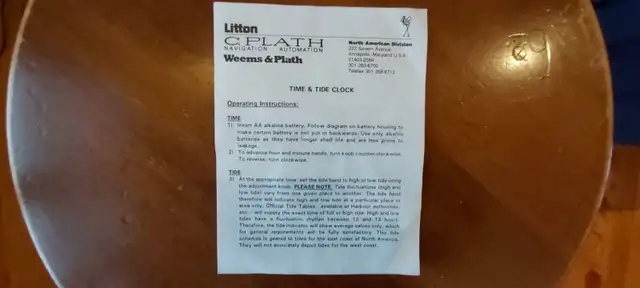 Litton
C PLATH
NAVIGATION AUTOMATION
Weems & Plath
North American Division
222 Severn Avenue
Annapolis, Maryland U.S.A.
21403-2569
301 263-6700
Telefax 301 268-8713
TIME & TIDE CLOCK
Operating Instructions:
TIME
1) Insert AA alkaline battery. Follow diagram on battery housing to
make certain battery is not put in backwards. Use only alkaline
batteries as they have longer shelf life and are less prone to
leakage.
2) To advance hour and minute hands, turn knob counter-clockwise.
To reverse, turn clockwise.
TIDE
3) At the appropriate time, set the tide hand to high or low tide using
the adjustment knob. PLEASE NOTE: Tide fluctuations (high and
low tide) vary from one given place to another. The tide hand
therefore will indicate high and low tide at a particular place or
area only. Official Tide Tables - available at Harbour authorities,
etc. - will supply the exact time of full or high tide. High and low
tides have a fluctuation rhythm between 12 and 13 hours.
Therefore, the tide indicator will show average values only, which
for general requirements will be fully satisfactory. This tide
schedule is geared to tides for the east coast of North America.
They will not accurately depict tides for the west coast.